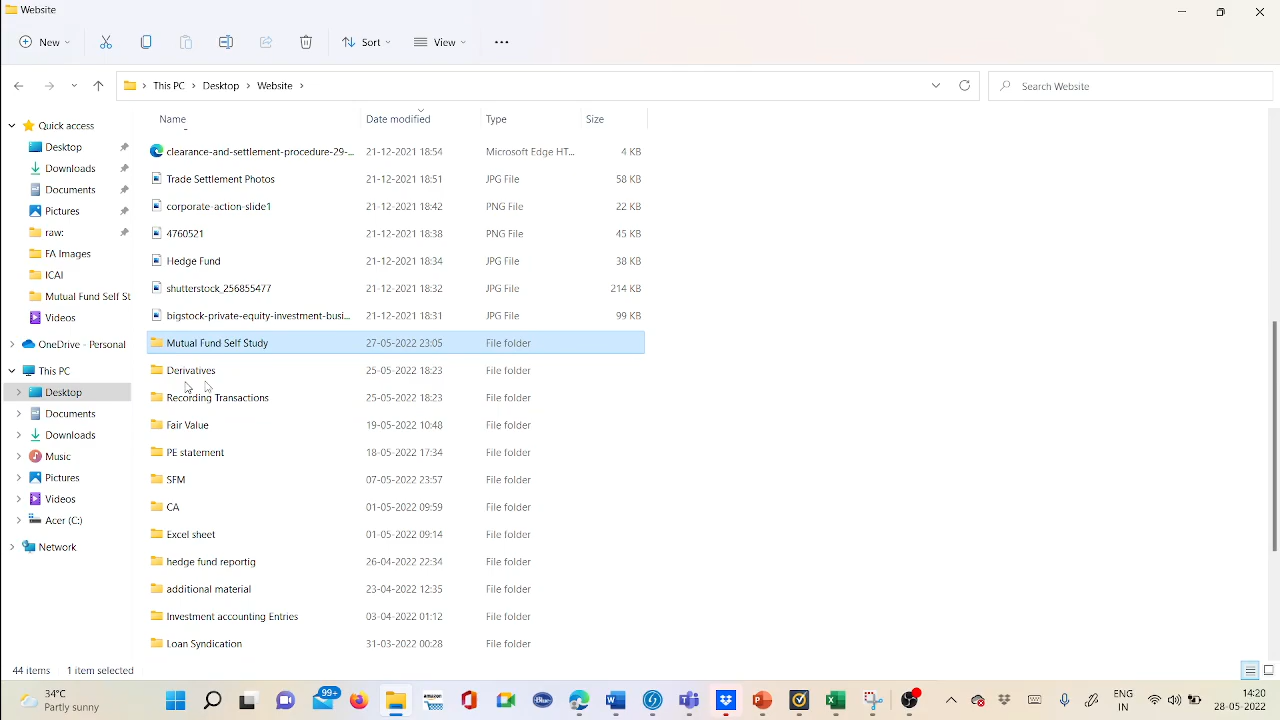 Website
New
Sort
View
This PC > Desktop > Website >
Search Website
Name Date modified Type Size
Quick access
Desktop
Downloads
Documents
Pictures
raw:
FA Images
ICAI
Mutual Fund Self St
Videos
OneDrive - Personal
This PC
Desktop
Documents
Downloads
Music
Pictures
Videos
Acer (C:)
Network
clearance-and-settlement-procedure-29-... 21-12-2021 18:54 Microsoft Edge HT... 4 KB
Trade Settlement Photos 21-12-2021 18:51 JPG File 58 KB
corporate-action-slide1 21-12-2021 18:42 PNG File 22 KB
4760521 21-12-2021 18:38 PNG File 45 KB
Hedge Fund 21-12-2021 18:34 JPG File 38 KB
shutterstock_256855477 21-12-2021 18:32 JPG File 214 KB
bigstock-private-equity-investment-busi... 21-12-2021 18:31 JPG File 99 KB
Mutual Fund Self Study 27-05-2022 23:05 File folder
Derivatives 25-05-2022 18:23 File folder
Recording Transactions 25-05-2022 18:23 File folder
Fair Value 19-05-2022 10:48 File folder
PE statement 18-05-2022 17:34 File folder
SFM 07-05-2022 23:57 File folder
CA 01-05-2022 09:59 File folder
Excel sheet 01-05-2022 09:14 File folder
hedge fund reportig 26-04-2022 22:34 File folder
additional material 23-04-2022 12:35 File folder
Investment accounting Entries 03-04-2022 01:12 File folder
Loan Syndication 31-03-2022 00:28 File folder
44 items 1 item selected
34°C
Partly sunny
99+
ENG
IN
14:20
28-05-2022